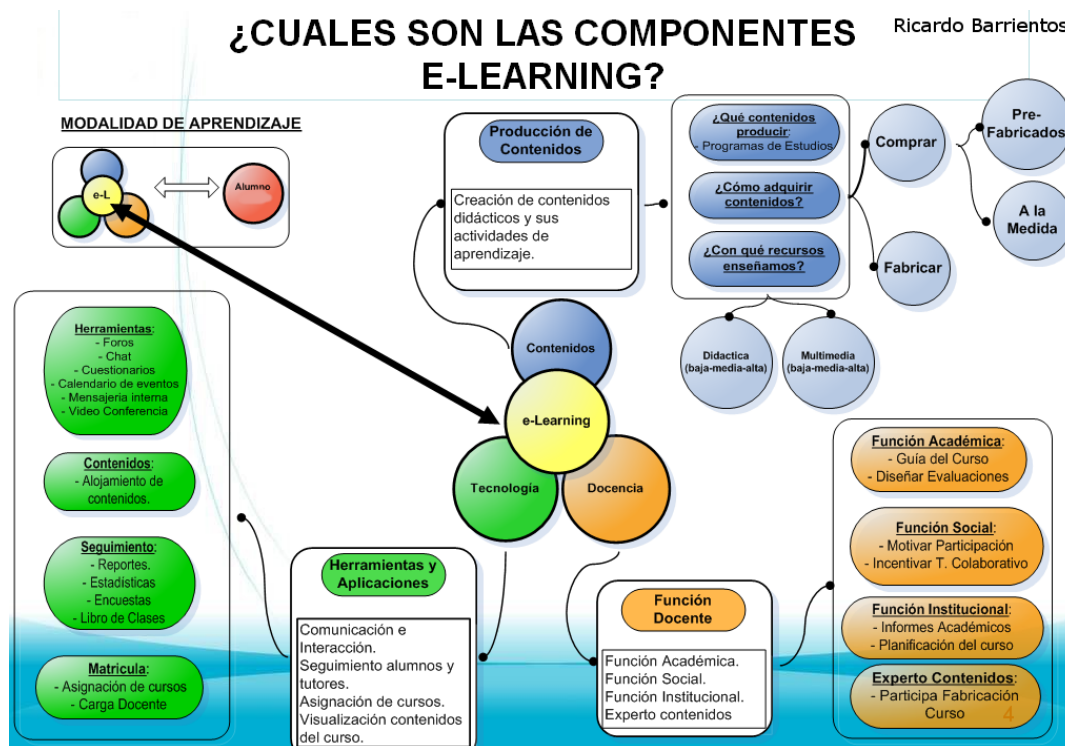 ¿CUALES SON LAS COMPONENTES
E-LEARNING?
Ricardo Barrientos
MODALIDAD DE APRENDIZAJE
e-L
Alumno
Producción de
Contenidos
Creación de contenidos
didácticos y sus
actividades de
aprendizaje.
¿Qué contenidos
producir:
- Programas de Estudios
¿Cómo adquirir
contenidos?
¿Con qué recursos
enseñamos?
Comprar
Pre-
Fabricados
A la
Medida
Fabricar
Didactica
(baja-media-alta)
Multimedia
(baja-media-alta)
Contenidos
e-Learning
Tecnología
Docencia
Herramientas:
- Foros
- Chat
- Cuestionarios
- Calendario de eventos
- Mensajeria interna
- Video Conferencia
Contenidos:
- Alojamiento de
contenidos.
Seguimiento:
- Reportes.
- Estadísticas
- Encuestas
- Libro de Clases
Matricula:
- Asignación de cursos
- Carga Docente
Herramientas y
Aplicaciones
Comunicación e
Interacción.
Seguimiento alumnos y
tutores.
Asignación de cursos.
Visualización contenidos
del curso.
Función
Docente
Función Académica.
Función Social.
Función Institucional.
Experto contenidos
Función Académica:
- Guía del Curso
- Diseñar Evaluaciones
Función Social:
- Motivar Participación
- Incentivar T. Colaborativo
Función Institucional:
- Informes Académicos
- Planificación del curso
Experto Contenidos:
- Participa Fabricación
Curso
4